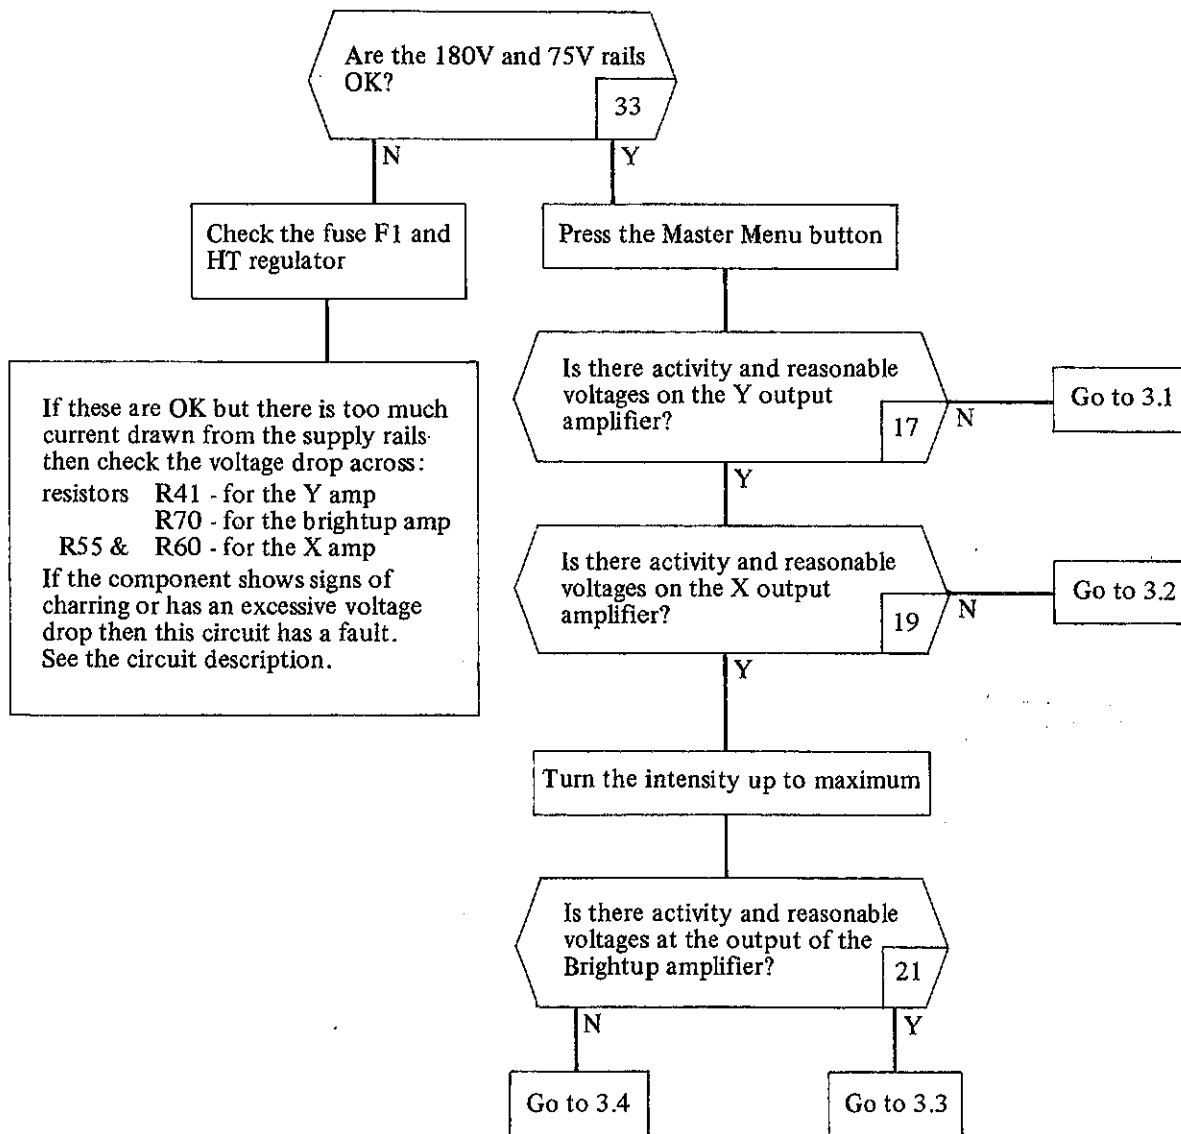 Are the 180V and 75V rails
OK?
33
N
Y
Check the fuse F1 and
HT regulator
Press the Master Menu button
If these are OK but there is too much
current drawn from the supply rails
then check the voltage drop across:
resistors R41 - for the Y amp
R70 - for the brightup amp
R55 & R60 - for the X amp
If the component shows signs of
charring or has an excessive voltage
drop then this circuit has a fault.
See the circuit description.
Is there activity and reasonable
voltages on the Y output
amplifier?
17
N
Go to 3.1
Y
Is there activity and reasonable
voltages on the X output
amplifier?
19
N
Go to 3.2
Y
Turn the intensity up to maximum
Is there activity and reasonable
voltages at the output of the
Brightup amplifier?
21
N
Y
Go to 3.4
Go to 3.3